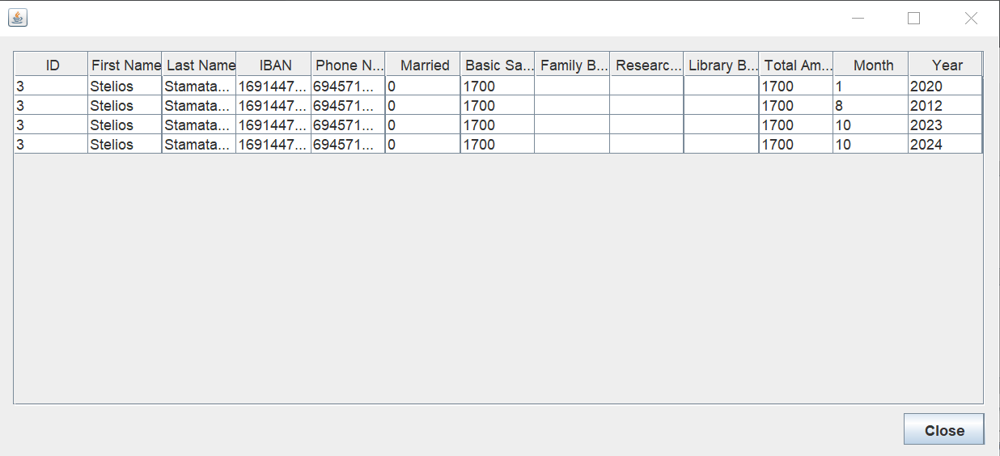 ID First Name Last Name IBAN Phone N... Married Basic Sa... Family B... Researc... Library B... Total Am... Month Year
3 Stelios Stamata... 1691447... 694571... 0 1700 1700 1 2020
3 Stelios Stamata... 1691447... 694571... 0 1700 1700 8 2012
3 Stelios Stamata... 1691447... 694571... 0 1700 1700 10 2023
3 Stelios Stamata... 1691447... 694571... 0 1700 1700 10 2024
Close